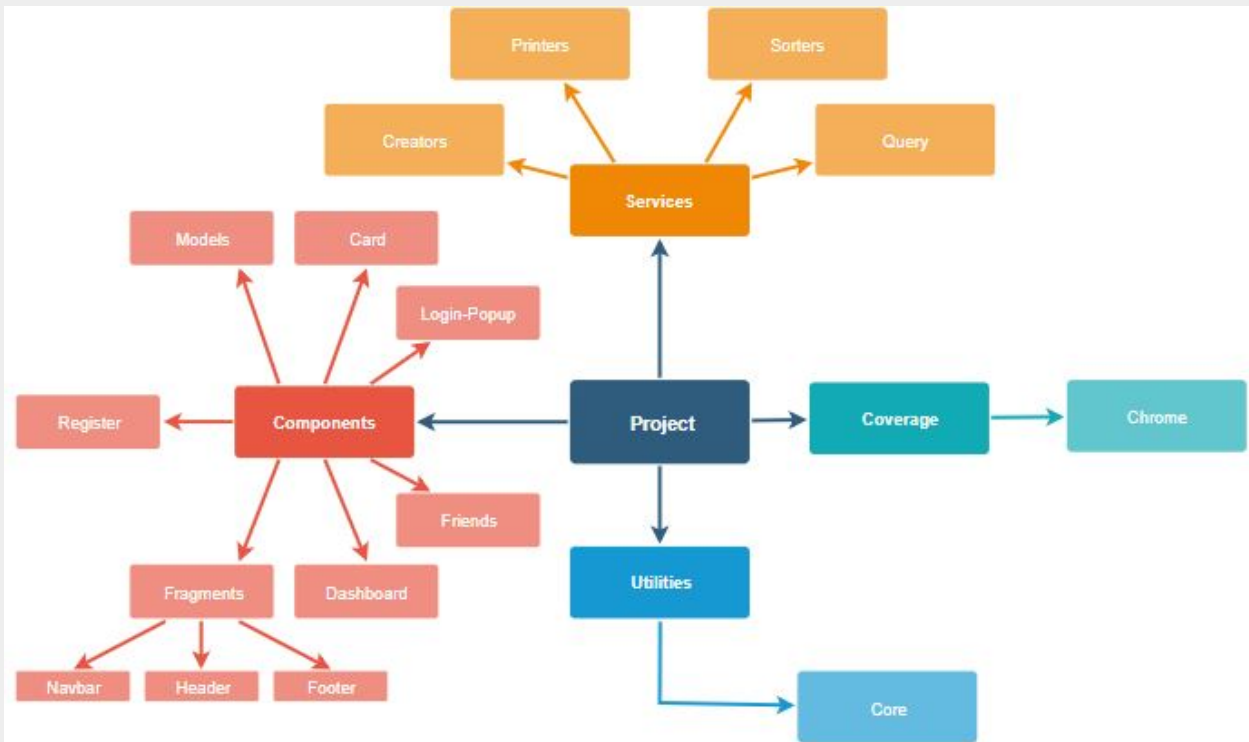 Printers
Sorters
Creators
Query
Services
Models
Card
Login-Popup
Register
Components
Project
Coverage
Chrome
Friends
Fragments
Dashboard
Utilities
Navbar
Header
Footer
Core